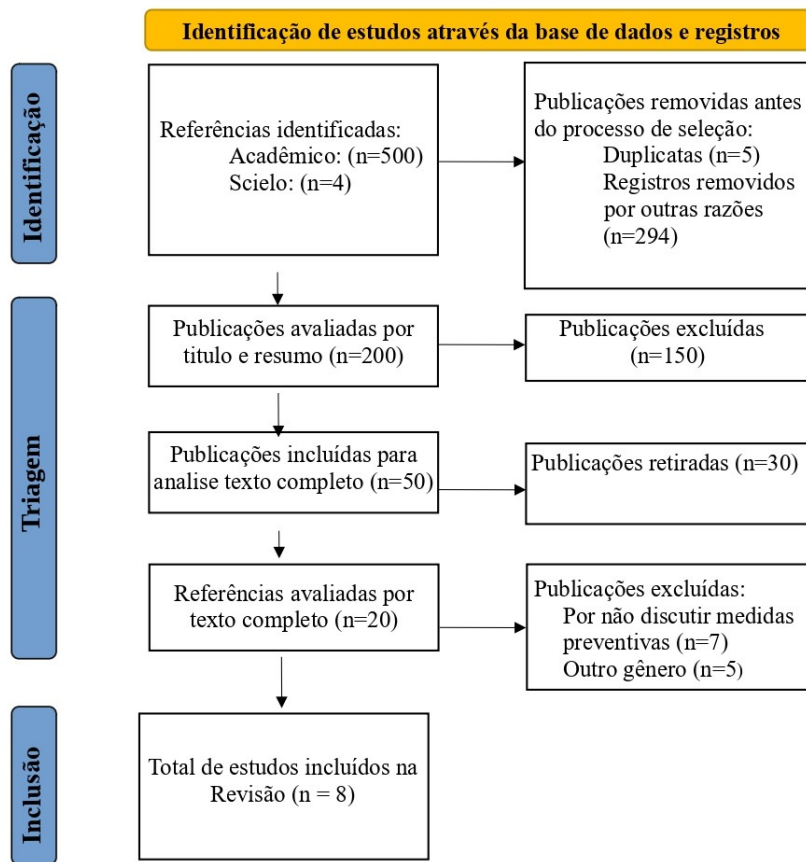 Identificação de estudos através da base de dados e registros
Identificação
Referências identificadas:
Acadêmico: (n=500)
Scielo: (n=4)
Publicações removidas antes
do processo de seleção:
Duplicatas (n=5)
Registros removidos
por outras razões
(n=294)
Triagem
Publicações avaliadas por
titulo e resumo (n=200)
Publicações excluídas
(n=150)
Publicações incluídas para
analise texto completo (n=50)
Publicações retiradas (n=30)
Referências avaliadas por
texto completo (n=20)
Publicações excluídas:
Por não discutir medidas
preventivas (n=7)
Outro gênero (n=5)
Inclusão
Total de estudos incluídos na
Revisão (n = 8)